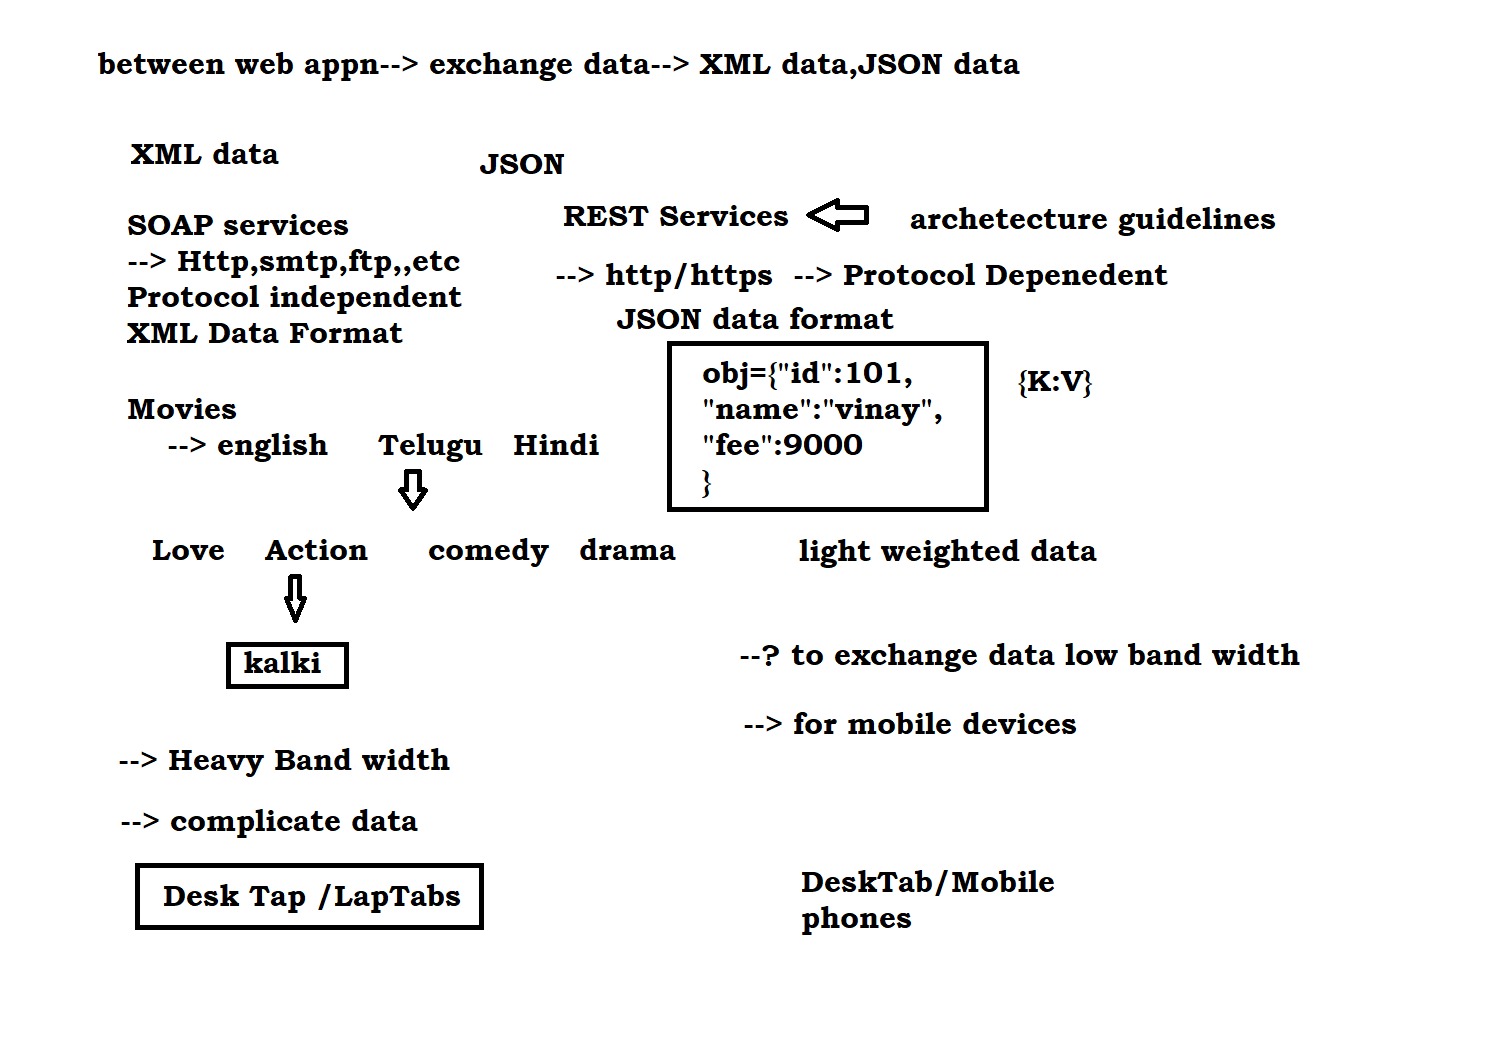 between web appn--> exchange data--> XML data,JSON data
XML data
JSON
SOAP services
--> Http,smtp,ftp,,etc
Protocol independent
XML Data Format
REST Services
archetecture guidelines
--> http/https --> Protocol Depenedent
JSON data format
obj={"id":101,
"name":"vinay",
"fee":9000
}
{K:V}
Movies
--> english Telugu Hindi
Love Action comedy drama
kalki
light weighted data
--? to exchange data low band width
--> for mobile devices
--> Heavy Band width
--> complicate data
Desk Tap /LapTabs
DeskTab/Mobile
phones